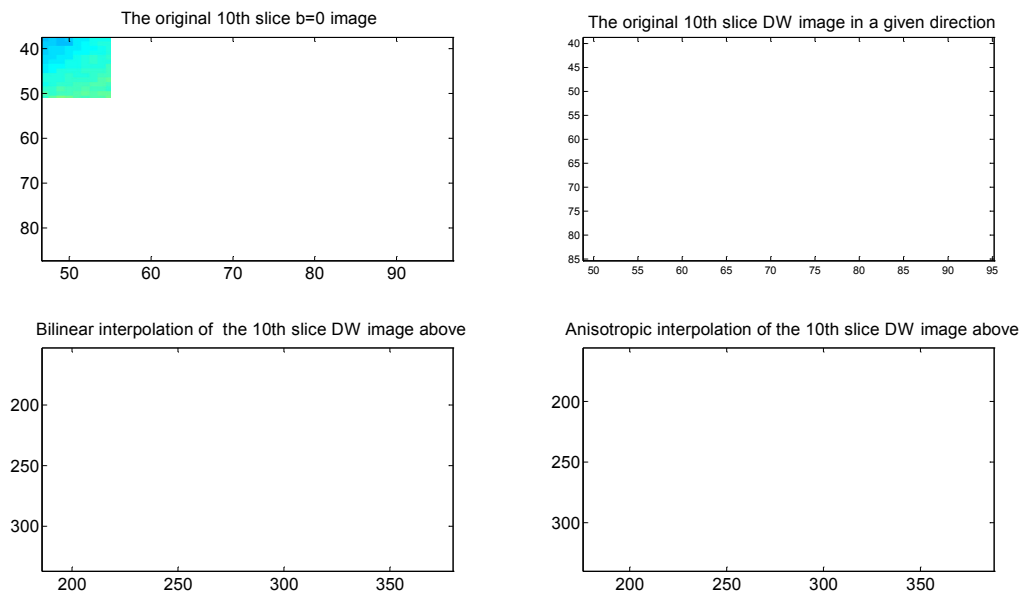 The original 10th slice b=0 image
40
50
60
70
80
50 60 70 80 90
The original 10th slice DW image in a given direction
40
45
50
55
60
65
70
75
80
85
50 55 60 65 70 75 80 85 90 95
Bilinear interpolation of  the 10th slice DW image above
200
250
300
200 250 300 350
Anisotropic interpolation of the 10th slice DW image above
200
250
300
200 250 300 350